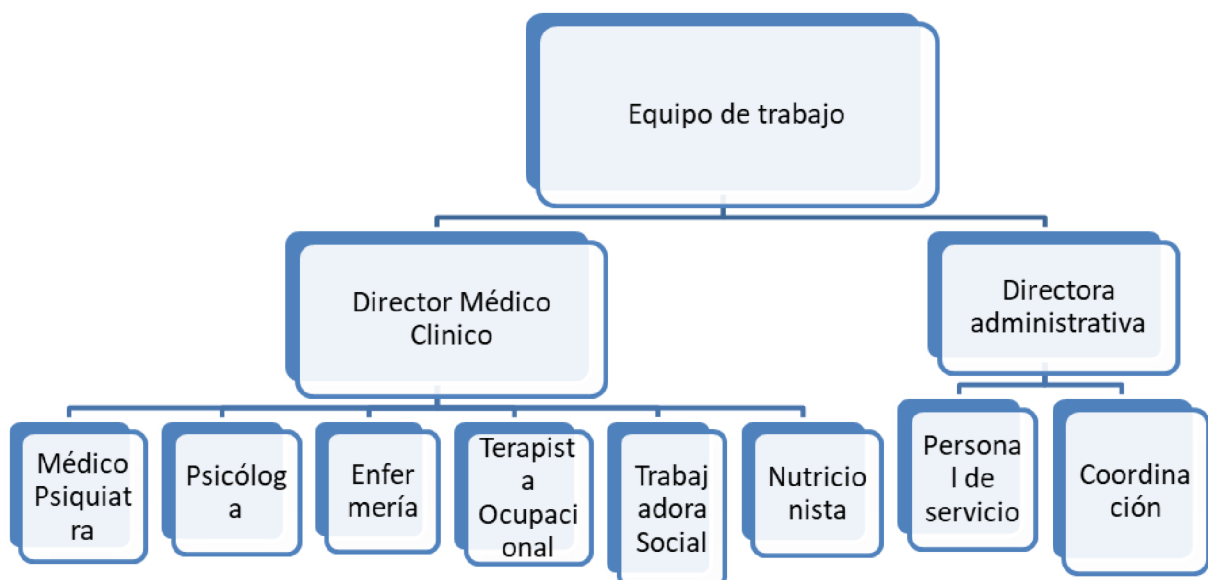 Equipo de trabajo
Director Médico
Clinico
Directora
administrativa
Médico
Psiquiat
ra
Psicólog
a
Enfer
mería
Terapist
a
Ocupaci
onal
Trabaj
adora
Social
Nutricio
nista
Persona
l de
servicio
Coordina
ción